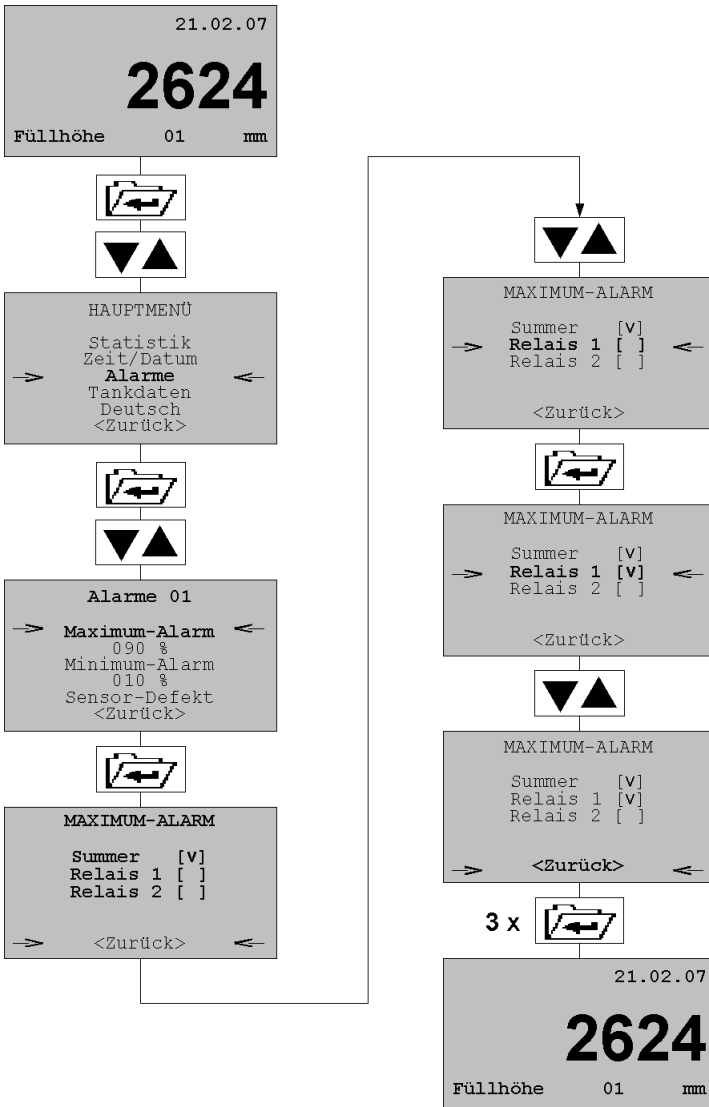 21.02.07
2624
Füllhöhe 01 mm
HAUPTMENÜ
Statistik
Zeit/Datum
Alarme
Tankdaten
Deutsch
<Zurück>
Alarme 01
Maximum-Alarm
090 %
Minimum-Alarm
010 %
Sensor-Defekt
<Zurück>
MAXIMUM-ALARM
Summer [V]
Relais 1 [ ]
Relais 2 [ ]
<Zurück>
MAXIMUM-ALARM
Summer [V]
Relais 1 [ ]
Relais 2 [ ]
<Zurück>
MAXIMUM-ALARM
Summer [V]
Relais 1 [V]
Relais 2 [ ]
<Zurück>
MAXIMUM-ALARM
Summer [V]
Relais 1 [V]
Relais 2 [ ]
<Zurück>
3 x
21.02.07
2624
Füllhöhe 01 mm